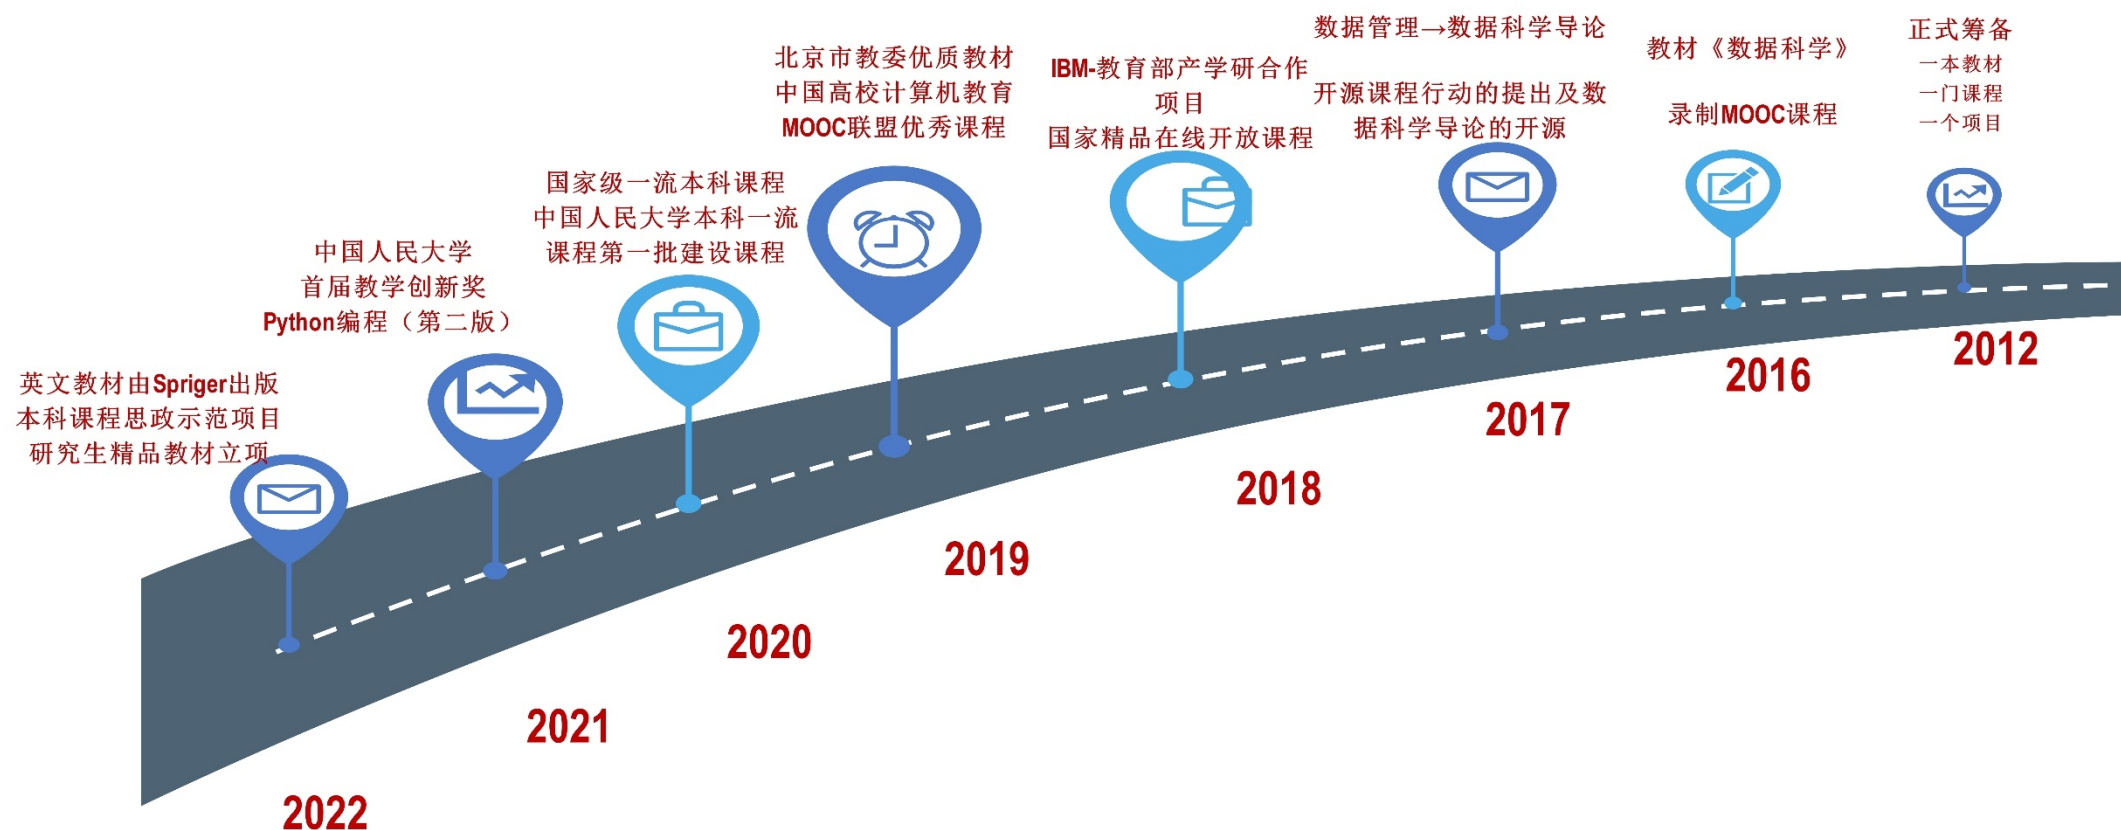 英文教材由Spriger出版
本科课程思政示范项目
研究生精品教材立项
2022
中国人民大学
首届教学创新奖
Python编程（第二版）
2021
国家级一流本科课程
中国人民大学本科一流
课程第一批建设课程
2020
北京市教委优质教材
中国高校计算机教育
MOOC联盟优秀课程
2019
IBM-教育部产学研合作
项目
国家精品在线开放课程
2018
数据管理→数据科学导论
开源课程行动的提出及数
据科学导论的开源
2017
教材《数据科学》
录制MOOC课程
2016
正式筹备
一本教材
一门课程
一个项目
2012